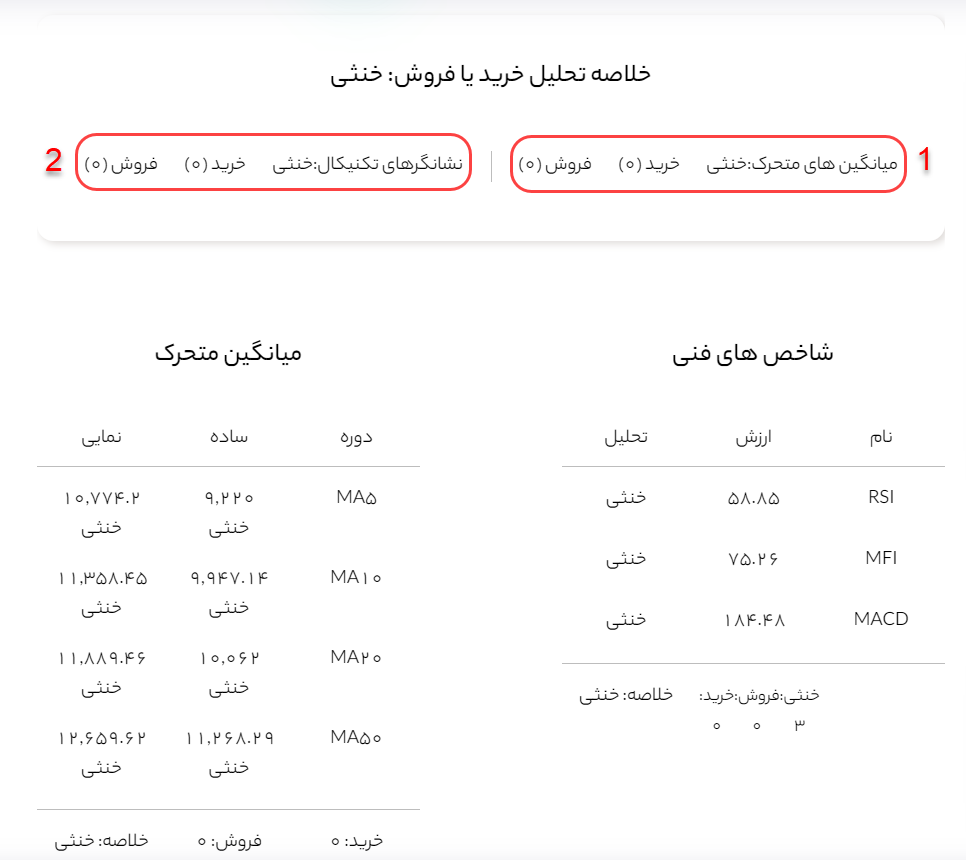 خلاصه تحلیل خرید یا فروش: خنثی
1
میانگین های متحرک:خنثی خرید (۰) فروش (۰)
نشانگرهای تکنیکال:خنثی خرید (۰) فروش (۰)
2
شاخص های فنی
نام ارزش تحلیل
RSI ۵۸.۸۵ خنثی
MFI ۷۵.۲۶ خنثی
MACD ۱۸۴.۴۸ خنثی
خنثی:فروش:خرید: خلاصه: خنثی
۳ ۰ ۰
میانگین متحرک
دوره ساده نمایی
MA۵ ۹,۲۲۰ ۱۰,۷۷۴.۲
خنثی خنثی
MA۱۰ ۹,۹۴۷.۱۴ ۱۱,۳۵۸.۴۵
خنثی خنثی
MA۲۰ ۱۰,۰۶۲ ۱۱,۸۸۹.۴۶
خنثی خنثی
MA۵۰ ۱۱,۲۶۸.۲۹ ۱۲,۶۵۹.۶۲
خنثی خنثی
خرید: ۰ فروش: ۰ خلاصه: خنثی